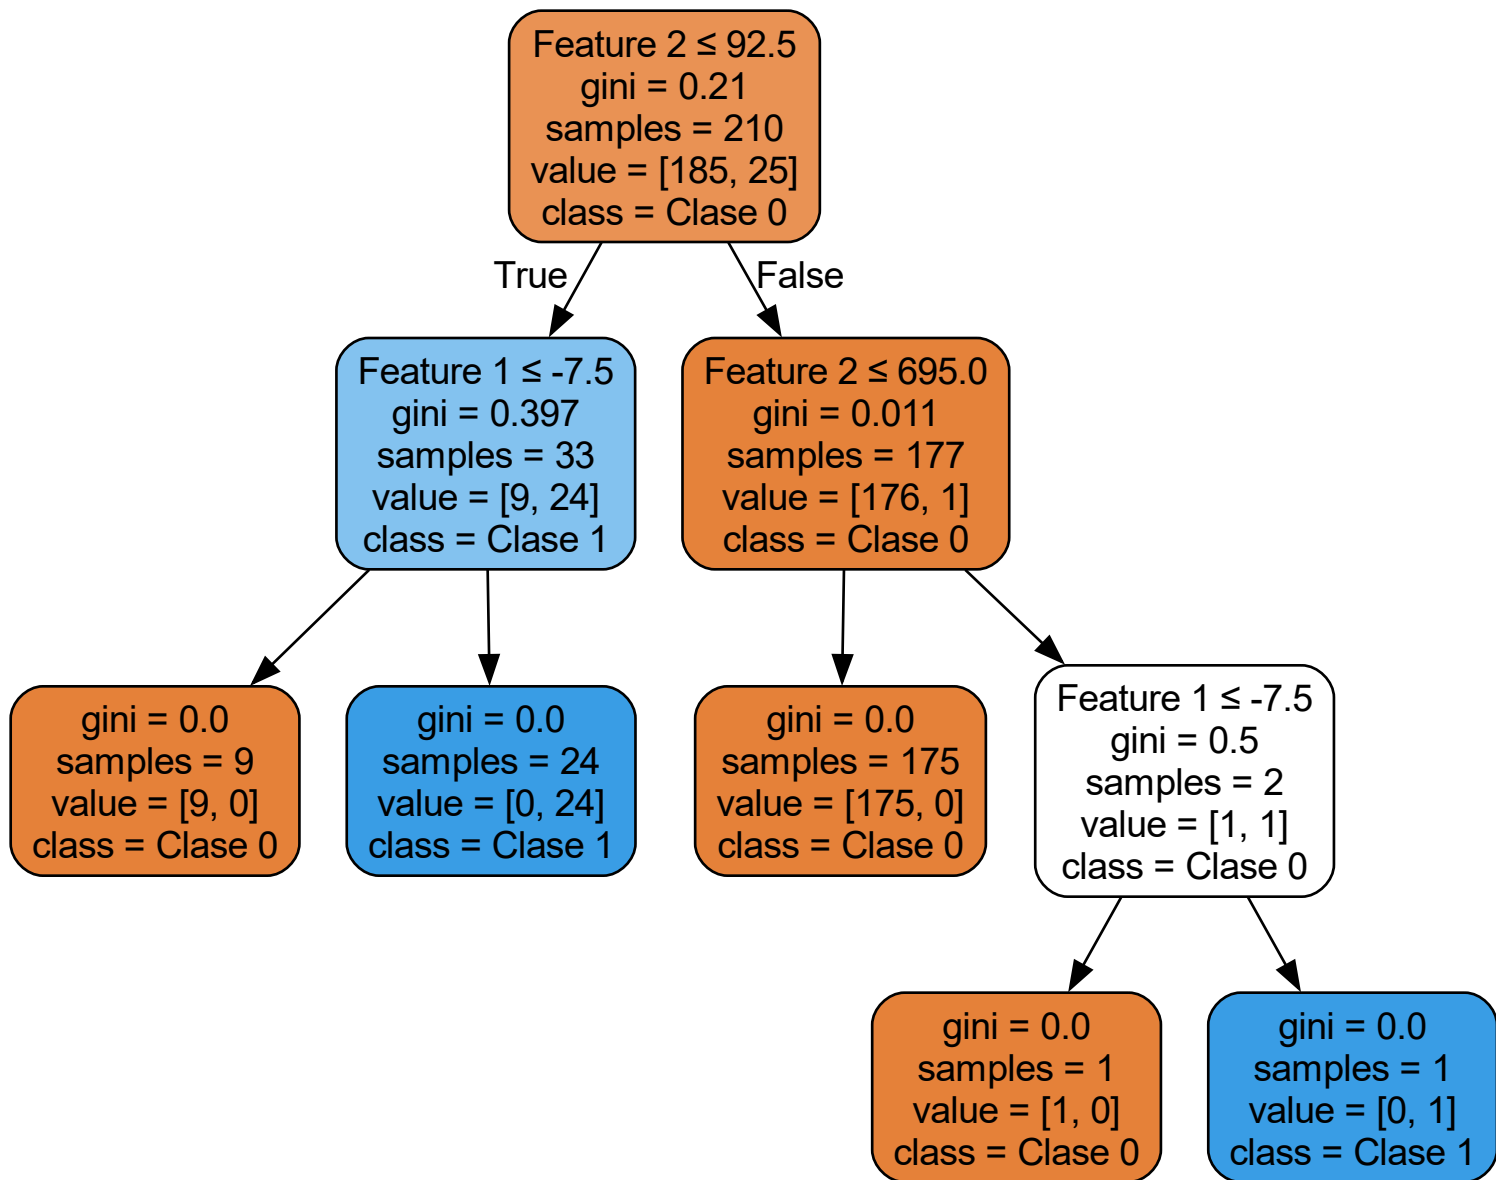 Feature 2 ≤ 92.5
gini = 0.21
samples = 210
value = [185, 25]
class = Clase 0
True
False
Feature 1 ≤ -7.5
gini = 0.397
samples = 33
value = [9, 24]
class = Clase 1
Feature 2 ≤ 695.0
gini = 0.011
samples = 177
value = [176, 1]
class = Clase 0
gini = 0.0
samples = 9
value = [9, 0]
class = Clase 0
gini = 0.0
samples = 24
value = [0, 24]
class = Clase 1
gini = 0.0
samples = 175
value = [175, 0]
class = Clase 0
Feature 1 ≤ -7.5
gini = 0.5
samples = 2
value = [1, 1]
class = Clase 0
gini = 0.0
samples = 1
value = [1, 0]
class = Clase 0
gini = 0.0
samples = 1
value = [0, 1]
class = Clase 1